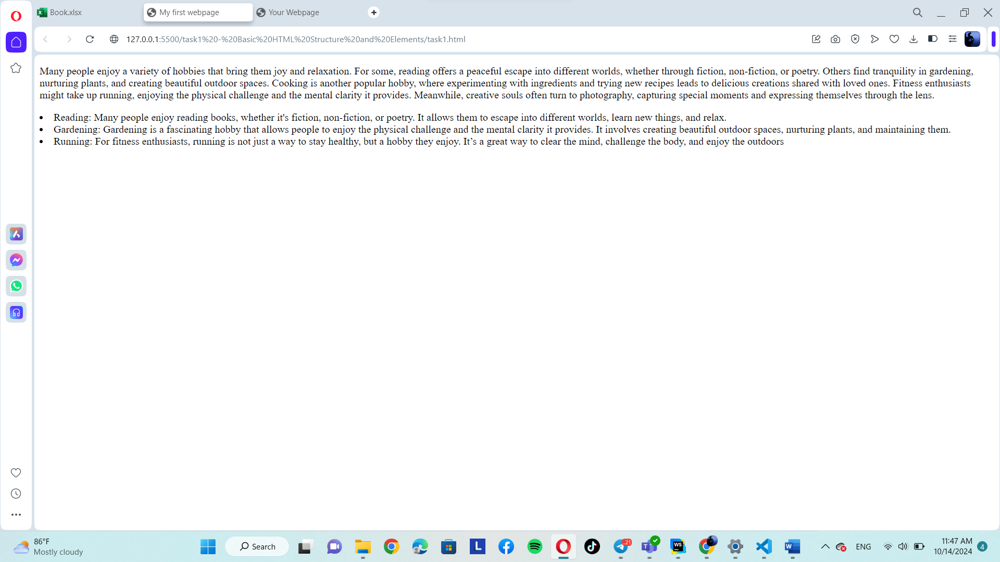 Book.xlsx
My first webpage
Your Webpage
127.0.0.1:5500/task1%20-%20Basic%20HTML%20Structure%20and%20Elements/task1.html
Many people enjoy a variety of hobbies that bring them joy and relaxation. For some, reading offers a peaceful escape into different worlds, whether through fiction, non-fiction, or poetry. Others find tranquility in gardening,
nurturing plants, and creating beautiful outdoor spaces. Cooking is another popular hobby, where experimenting with ingredients and trying new recipes leads to delicious creations shared with loved ones. Fitness enthusiasts
might take up running, enjoying the physical challenge and the mental clarity it provides. Meanwhile, creative souls often turn to photography, capturing special moments and expressing themselves through the lens.
• Reading: Many people enjoy reading books, whether it's fiction, non-fiction, or poetry. It allows them to escape into different worlds, learn new things, and relax.
• Gardening: Gardening is a fascinating hobby that allows people to enjoy the physical challenge and the mental clarity it provides. It involves creating beautiful outdoor spaces, nurturing plants, and maintaining them.
• Running: For fitness enthusiasts, running is not just a way to stay healthy, but a hobby they enjoy. It’s a great way to clear the mind, challenge the body, and enjoy the outdoors
86°F
Mostly cloudy
Search
L
..21
T
WS
W
ENG
11:47 AM
10/14/2024
4